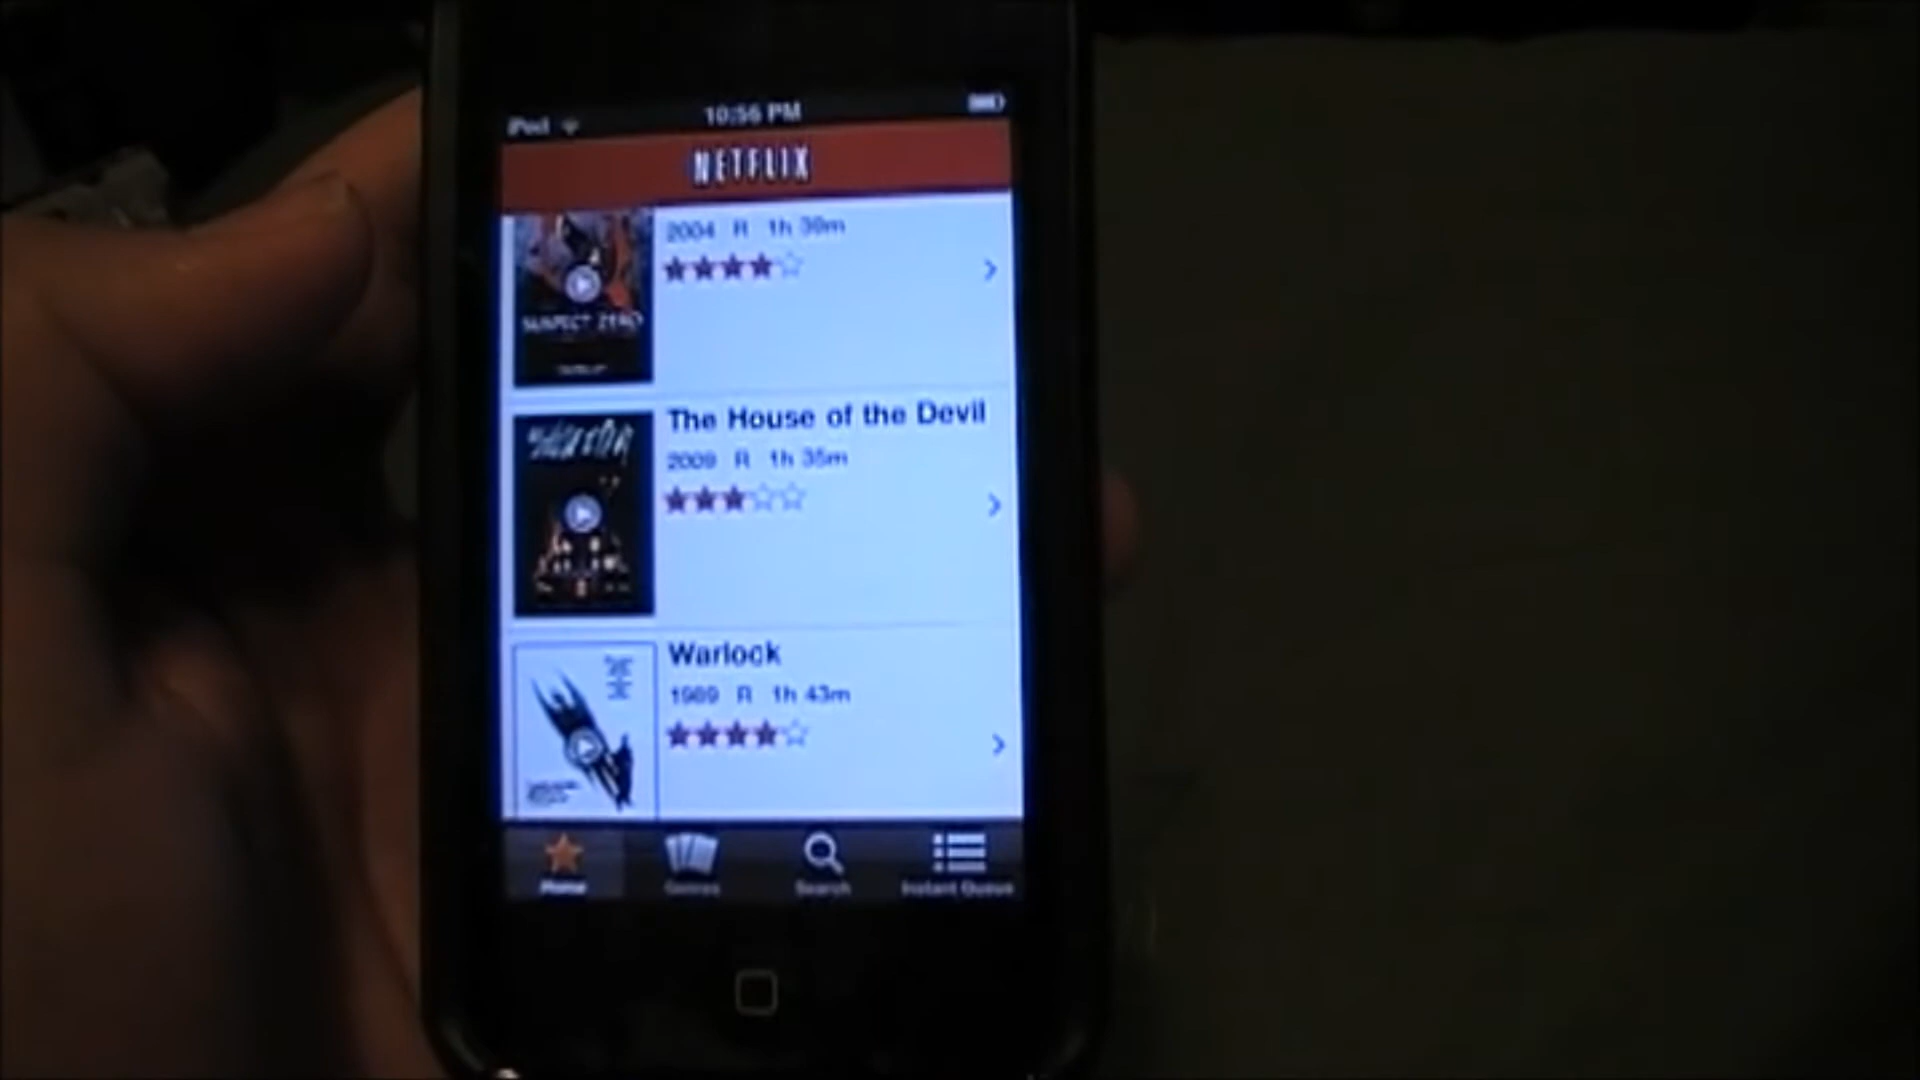 iPod 10:56 PM
NETFLIX
2004 R 1h 39m
SUSPECT ZERO
The House of the Devil
2009 R 1h 35m
Warlock
1989 R 1h 43m
Home Genres Search Instant Queue